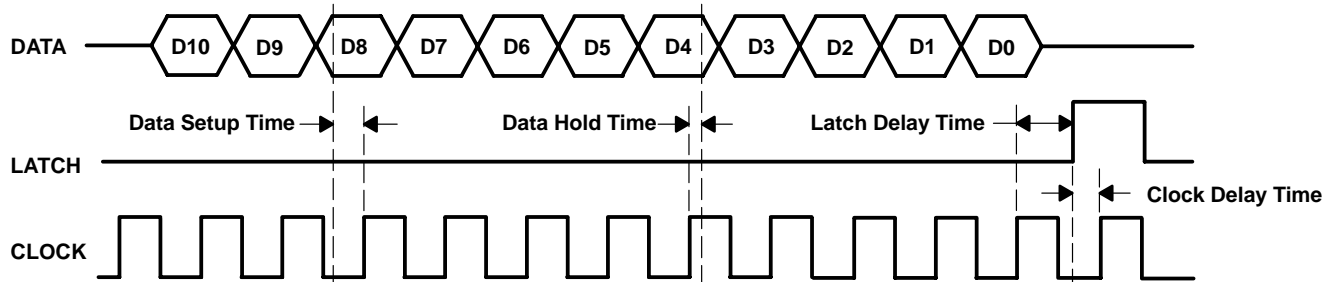 DATA D10 D9 D8 D7 D6 D5 D4 D3 D2 D1 D0
Data Setup Time Data Hold Time Latch Delay Time
LATCH
Clock Delay Time
CLOCK